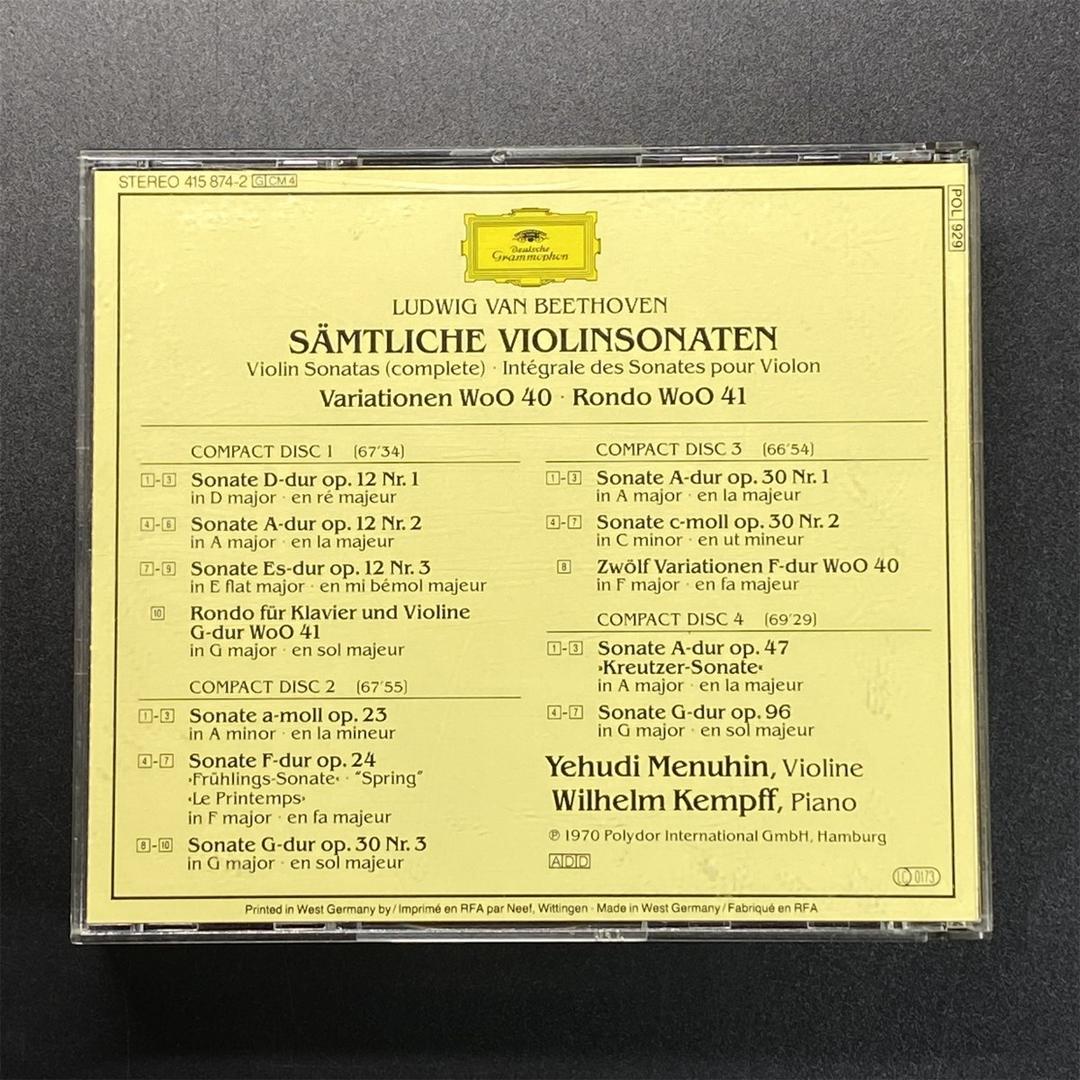 STEREO 415 874-2 G CM 4
POL 929
Deutsche
Grammophon
LUDWIG VAN BEETHOVEN
SÄMTLICHE VIOLINSONATEN
Violin Sonatas (complete) · Intégrale des Sonates pour Violon
Variationen WoO 40 · Rondo WoO 41
COMPACT DISC 1 (67'34)
1-3 Sonate D-dur op. 12 Nr. 1
in D major · en ré majeur
4-6 Sonate A-dur op. 12 Nr. 2
in A major · en la majeur
7-9 Sonate Es-dur op. 12 Nr. 3
in E flat major · en mi bémol majeur
10 Rondo für Klavier und Violine
G-dur WoO 41
in G major · en sol majeur
COMPACT DISC 2 (67'55)
1-3 Sonate a-moll op. 23
in A minor · en la mineur
4-7 Sonate F-dur op. 24
›Frühlings-Sonate‹ · “Spring”
‹Le Printemps›
in F major · en fa majeur
8-10 Sonate G-dur op. 30 Nr. 3
in G major · en sol majeur
COMPACT DISC 3 (66'54)
1-3 Sonate A-dur op. 30 Nr. 1
in A major · en la majeur
4-7 Sonate c-moll op. 30 Nr. 2
in C minor · en ut mineur
8 Zwölf Variationen F-dur WoO 40
in F major · en fa majeur
COMPACT DISC 4 (69'29)
1-3 Sonate A-dur op. 47
›Kreutzer-Sonate‹
in A major · en la majeur
4-7 Sonate G-dur op. 96
in G major · en sol majeur
Yehudi Menuhin, Violine
Wilhelm Kempff, Piano
℗ 1970 Polydor International GmbH, Hamburg
ADD
LC 0173
Printed in West Germany by / Imprimé en RFA par Neef, Wittingen · Made in West Germany / Fabriqué en RFA